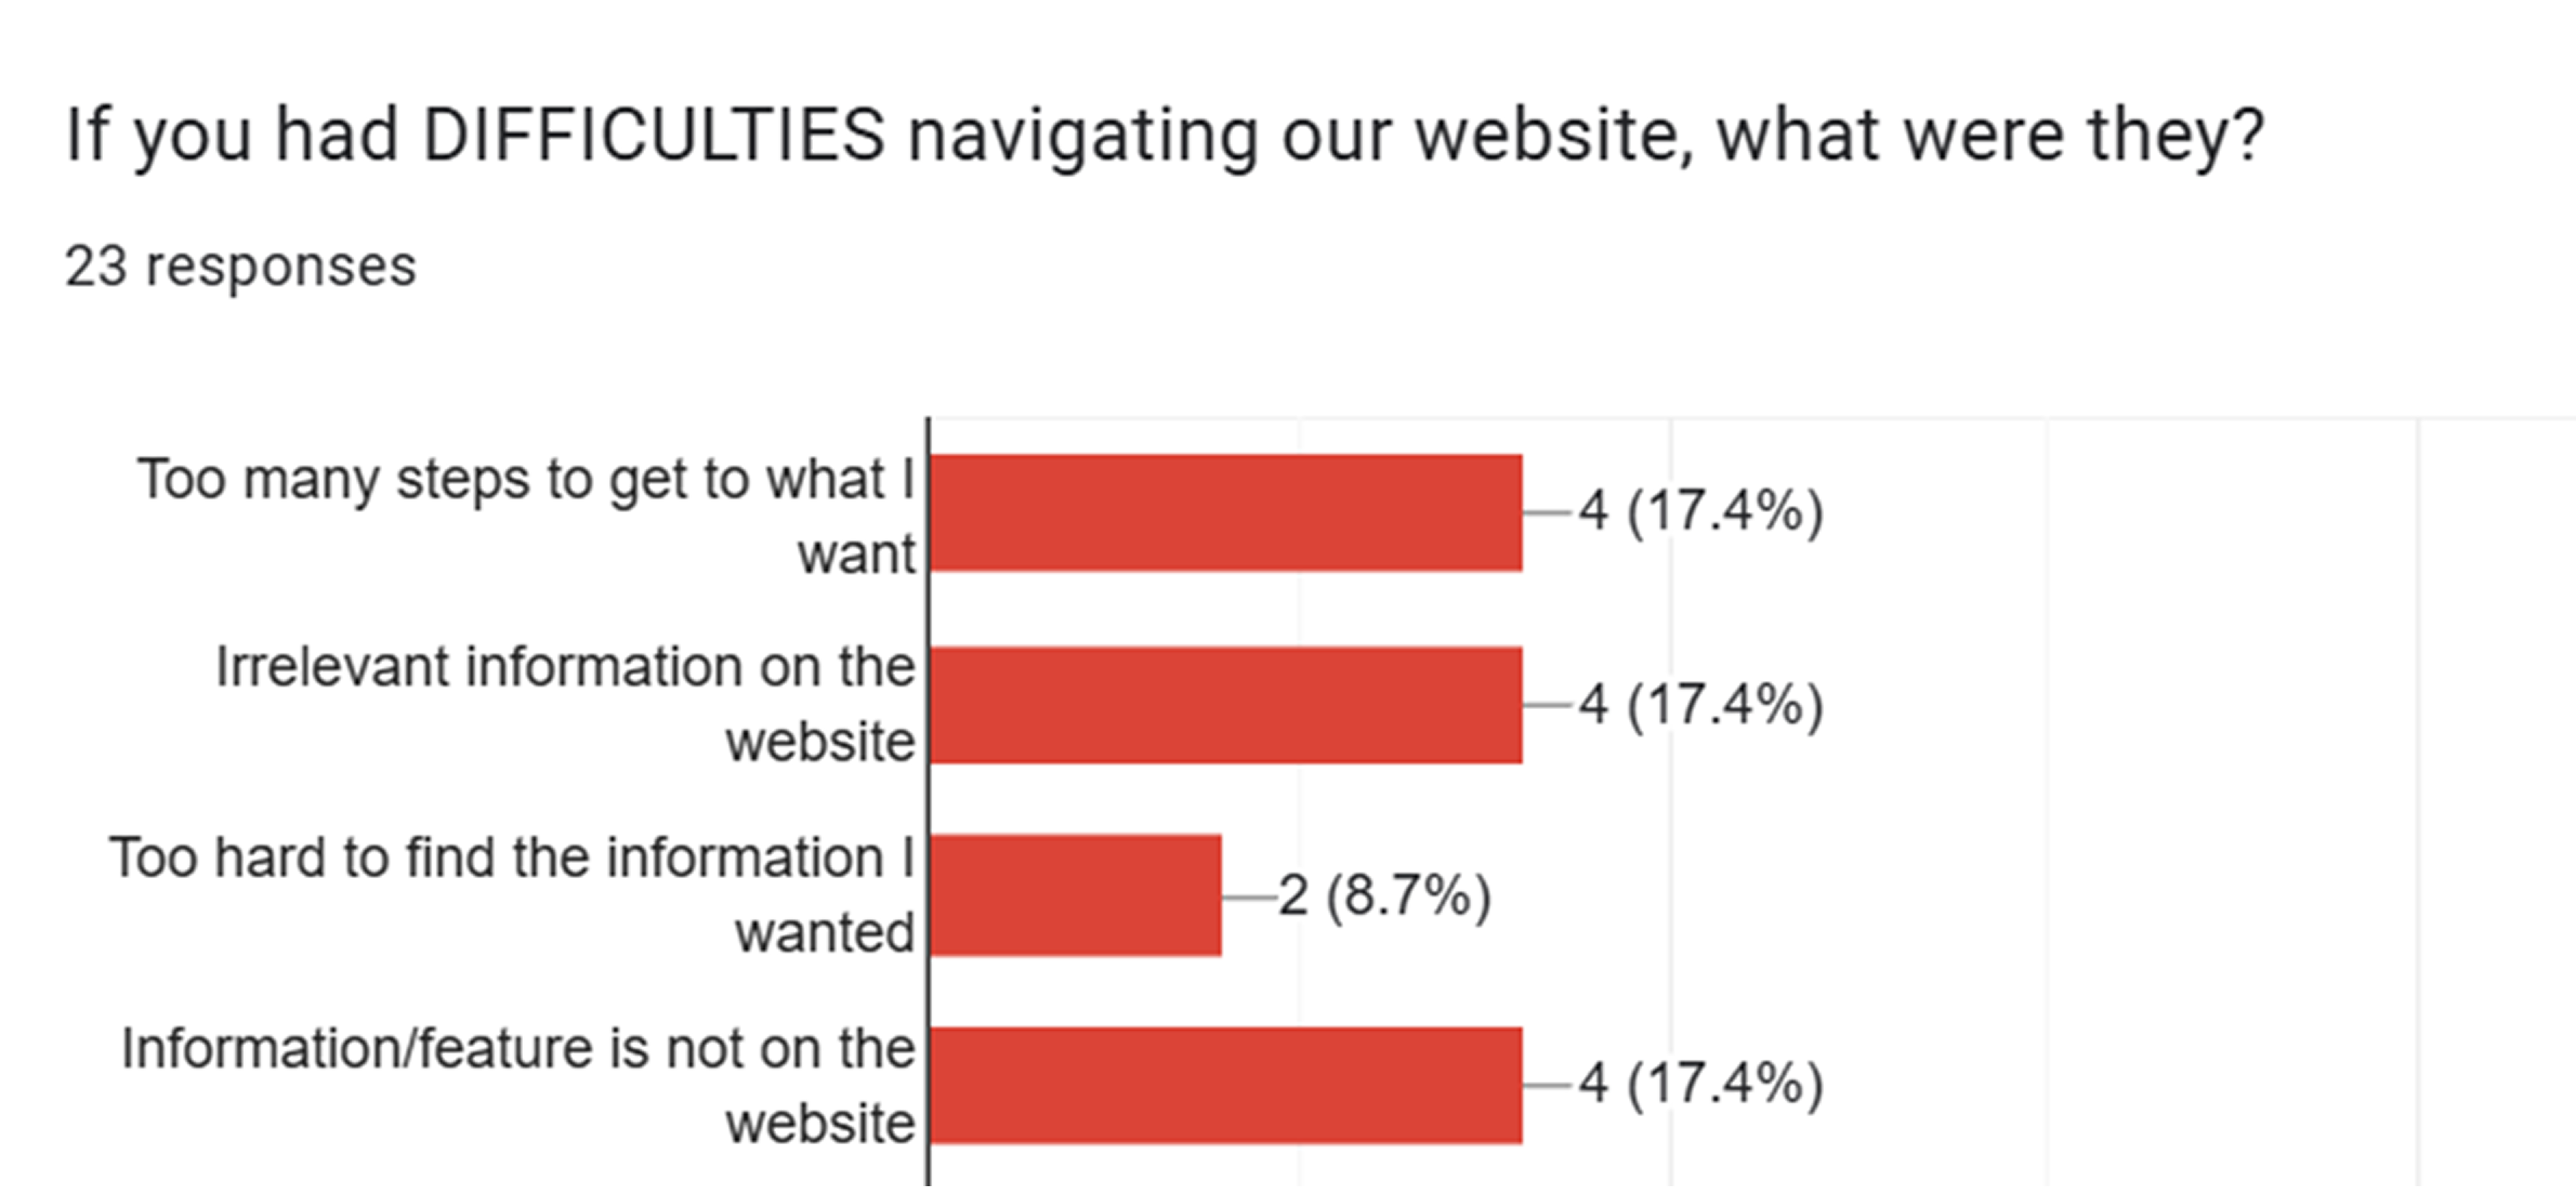 If you had DIFFICULTIES navigating our website, what were they?
23 responses
Too many steps to get to what I
want
4 (17.4%)
Irrelevant information on the
website
4 (17.4%)
Too hard to find the information I
wanted
2 (8.7%)
Information/feature is not on the
website
4 (17.4%)